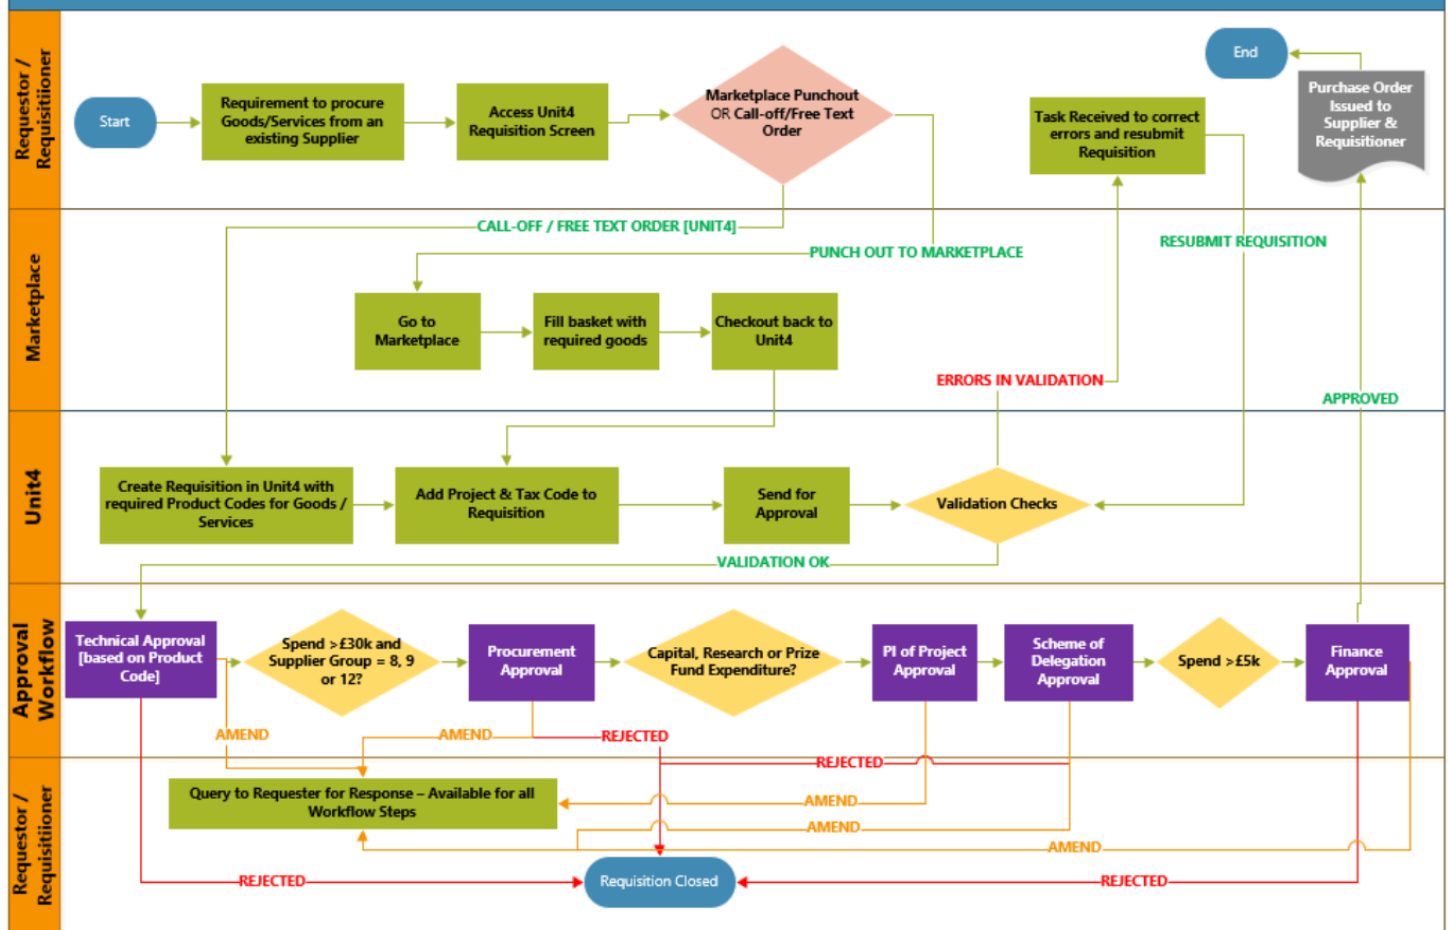 Requestor /
Requisitiioner
Start
Requirement to procure
Goods/Services from an
existing Supplier
Access Unit4
Requisition Screen
Marketplace Punchout
OR Call-off/Free Text
Order
Task Received to correct
errors and resubmit
Requisition
End
Purchase Order
Issued to
Supplier &
Requisitioner
Marketplace
CALL-OFF / FREE TEXT ORDER [UNIT4]
PUNCH OUT TO MARKETPLACE
RESUBMIT REQUISITION
Go to
Marketplace
Fill basket with
required goods
Checkout back to
Unit4
ERRORS IN VALIDATION
APPROVED
Unit4
Create Requisition in Unit4 with
required Product Codes for Goods /
Services
Add Project & Tax Code to
Requisition
Send for
Approval
Validation Checks
VALIDATION OK
Approval
Workflow
Technical Approval
[based on Product
Code]
Spend >£30k and
Supplier Group = 8, 9
or 12?
Procurement
Approval
Capital, Research or Prize
Fund Expenditure?
PI of Project
Approval
Scheme of
Delegation
Approval
Spend >£5k
Finance
Approval
AMEND
AMEND
REJECTED
REJECTED
Requestor /
Requisitiioner
Query to Requester for Response – Available for all
Workflow Steps
AMEND
AMEND
AMEND
REJECTED
Requisition Closed
REJECTED